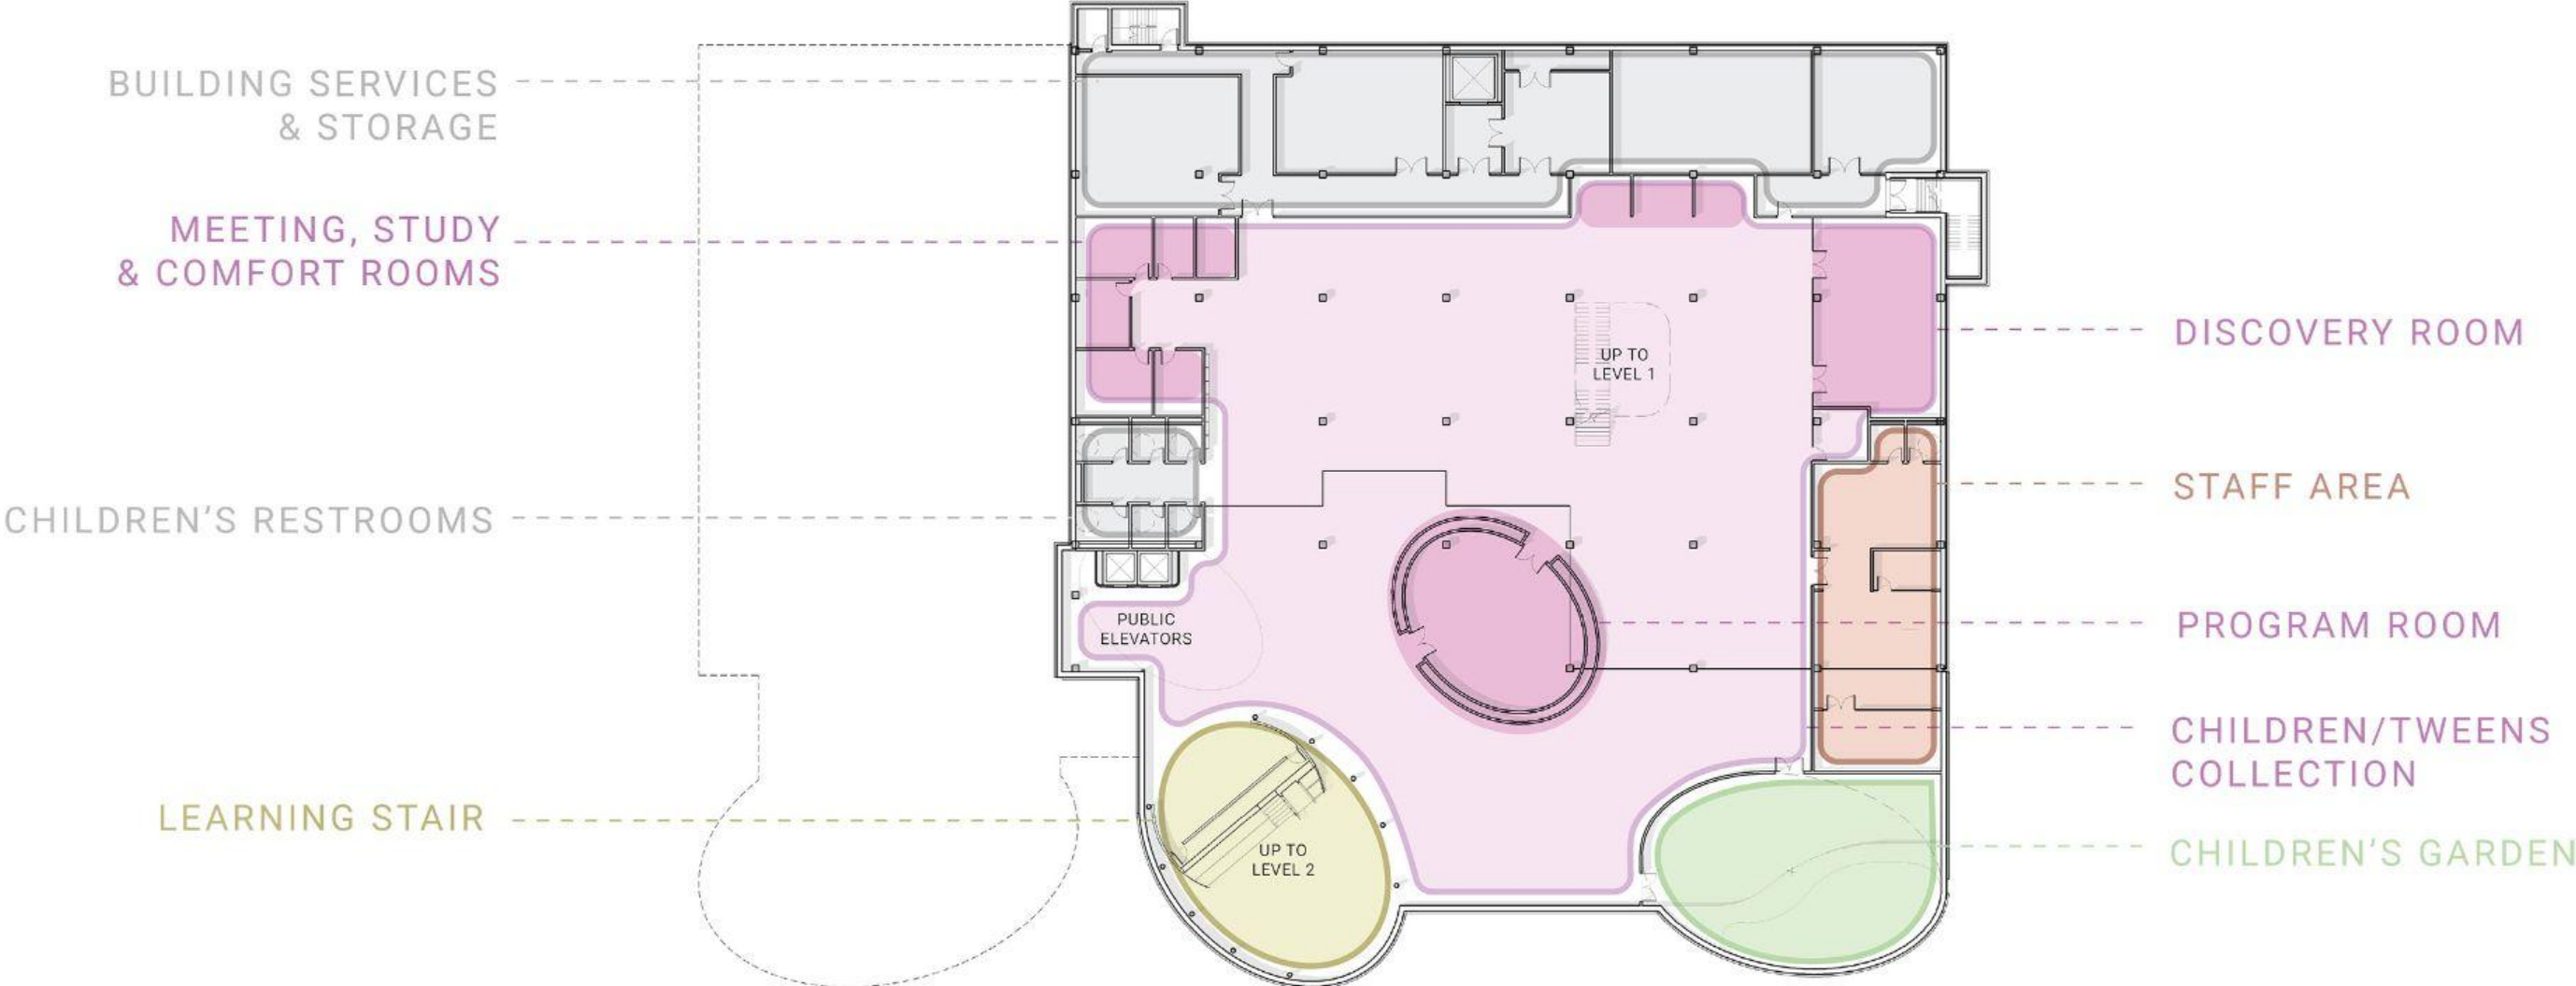 BUILDING SERVICES
& STORAGE
MEETING, STUDY
& COMFORT ROOMS
CHILDREN'S RESTROOMS
LEARNING STAIR
UP TO
LEVEL 1
PUBLIC
ELEVATORS
UP TO
LEVEL 2
DISCOVERY ROOM
STAFF AREA
PROGRAM ROOM
CHILDREN/TWEENS
COLLECTION
CHILDREN'S GARDEN